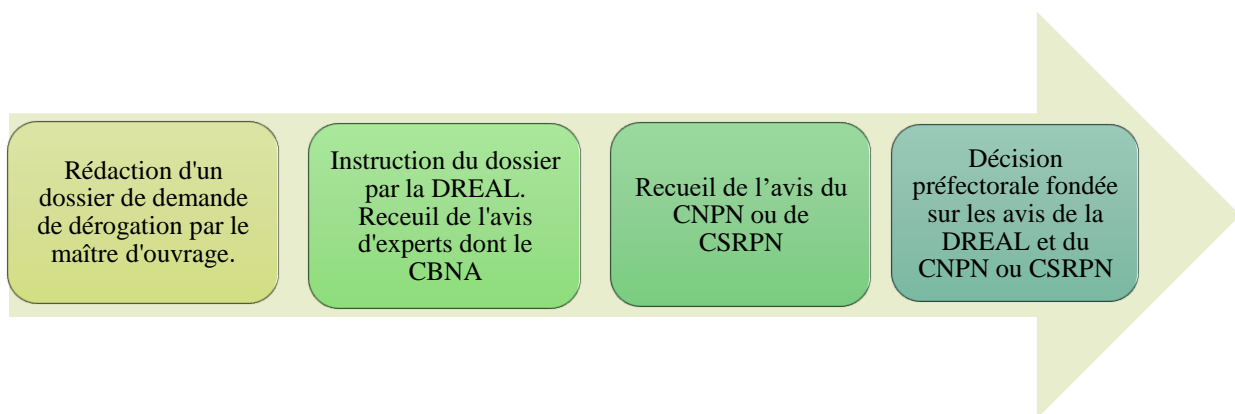 Rédaction d'un
dossier de demande
de dérogation par le
maître d'ouvrage.
Instruction du dossier
par la DREAL.
Receuil de l'avis
d'experts dont le
CBNA
Recueil de l’avis du
CNPN ou de
CSRPN
Décision
préfectorale fondée
sur les avis de la
DREAL et du
CNPN ou CSRPN